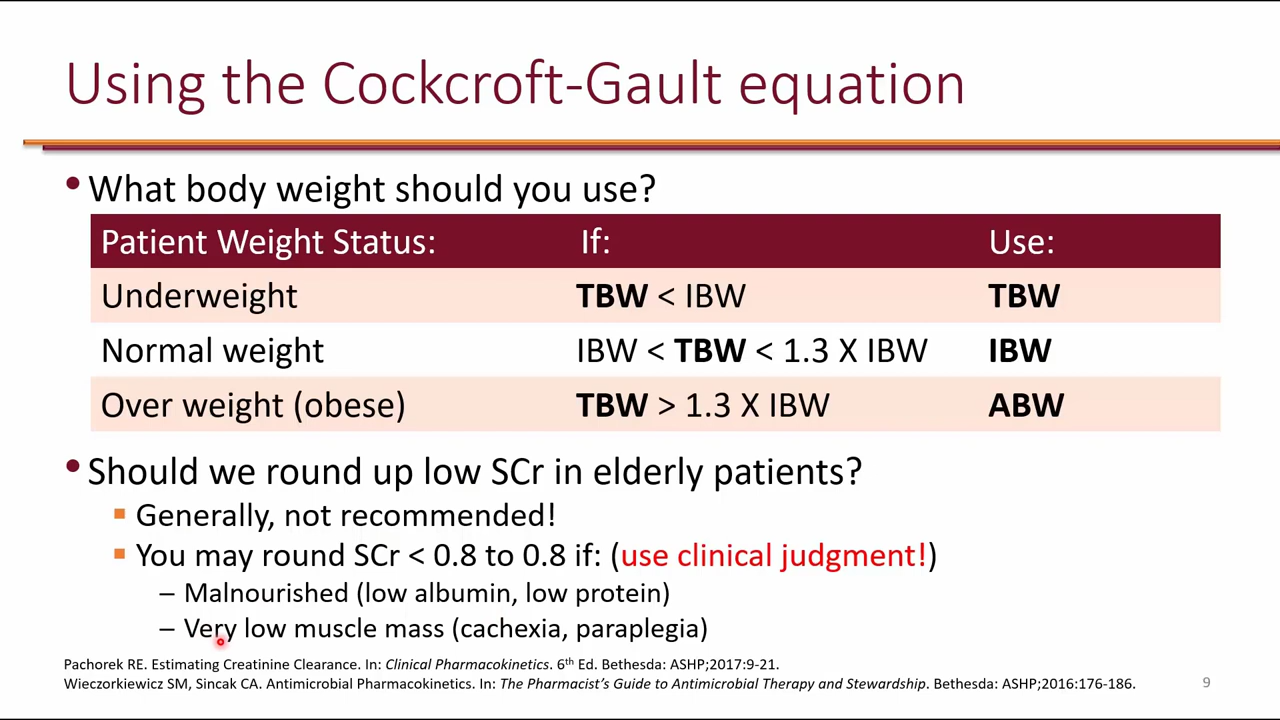 Using the Cockcroft-Gault equation
• What body weight should you use?
Patient Weight Status: If: Use:
Underweight TBW < IBW TBW
Normal weight IBW < TBW < 1.3 X IBW IBW
Over weight (obese) TBW > 1.3 X IBW ABW
• Should we round up low SCr in elderly patients?
▪ Generally, not recommended!
▪ You may round SCr < 0.8 to 0.8 if: (use clinical judgment!)
– Malnourished (low albumin, low protein)
– Very low muscle mass (cachexia, paraplegia)
Pachorek RE. Estimating Creatinine Clearance. In: Clinical Pharmacokinetics. 6th Ed. Bethesda: ASHP;2017:9-21.
Wieczorkiewicz SM, Sincak CA. Antimicrobial Pharmacokinetics. In: The Pharmacist’s Guide to Antimicrobial Therapy and Stewardship. Bethesda: ASHP;2016:176-186.
9